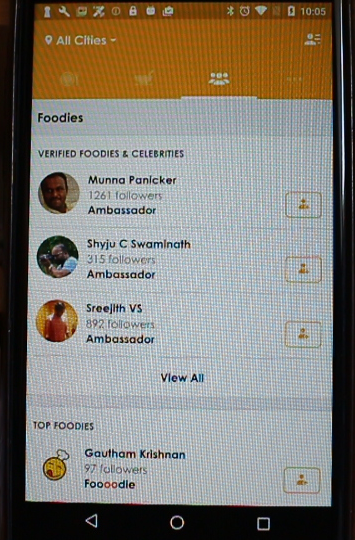 10:05
All Cities
Foodies
VERIFIED FOODIES & CELEBRITIES
Munna Panicker
1261 followers
Ambassador
Shyju C Swaminath
315 followers
Ambassador
Sreejith VS
892 followers
Ambassador
View All
TOP FOODIES
Gautham Krishnan
97 followers
Foooodie